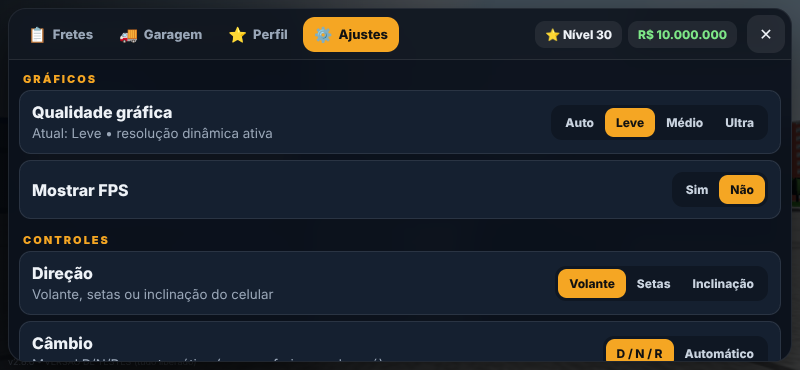 Fretes Garagem Perfil Ajustes Nível 30 R$ 10.000.000 ✕
GRÁFICOS
Qualidade gráfica
Atual: Leve • resolução dinâmica ativa
Auto Leve Médio Ultra
Mostrar FPS
Sim Não
CONTROLES
Direção
Volante, setas ou inclinação do celular
Volante Setas Inclinação
Câmbio
D / N / R Automático